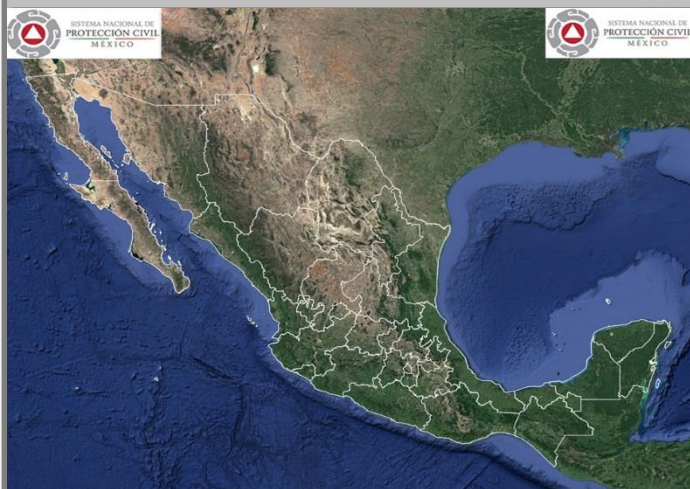 SISTEMA NACIONAL DE
PROTECCIÓN CIVIL
MÉXICO
SISTEMA NACIONAL DE
PROTECCIÓN CIVIL
MÉXICO